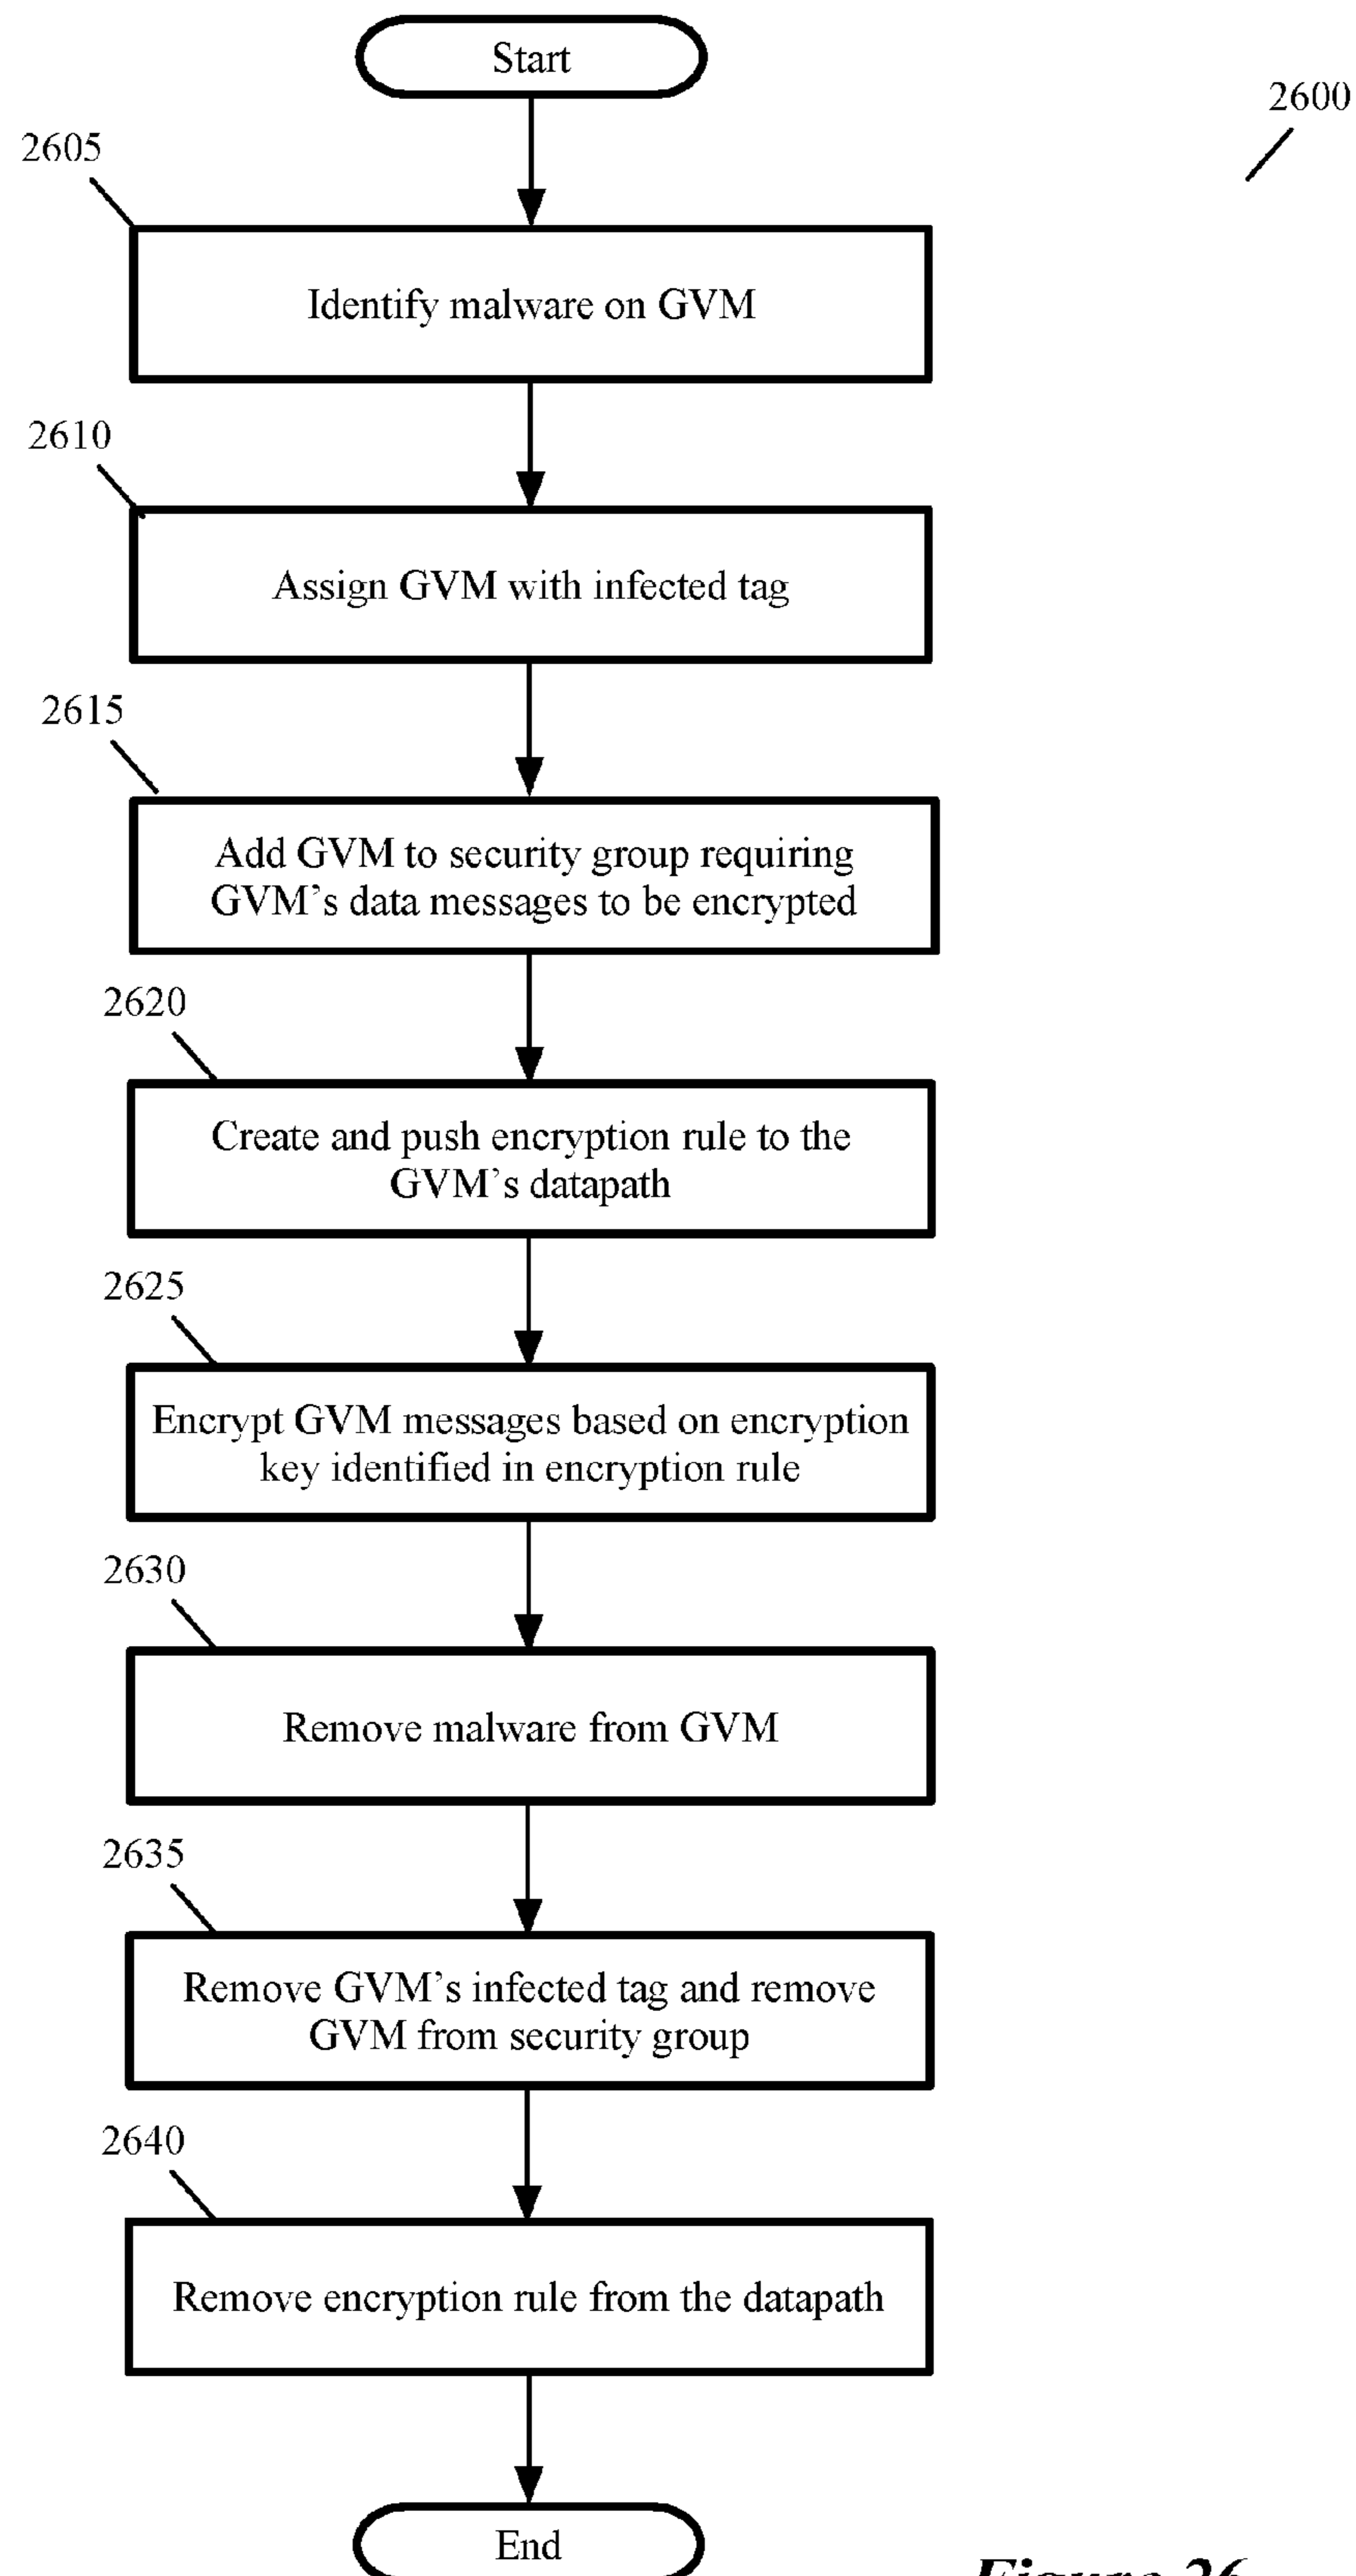 Start
2600
2605
Identify malware on GVM
2610
Assign GVM with infected tag
2615
Add GVM to security group requiring
GVM's data messages to be encrypted
2620
Create and push encryption rule to the
GVM's datapath
2625
Encrypt GVM messages based on encryption
key identified in encryption rule
2630
Remove malware from GVM
2635
Remove GVM's infected tag and remove
GVM from security group
2640
Remove encryption rule from the datapath
End
Figure 26